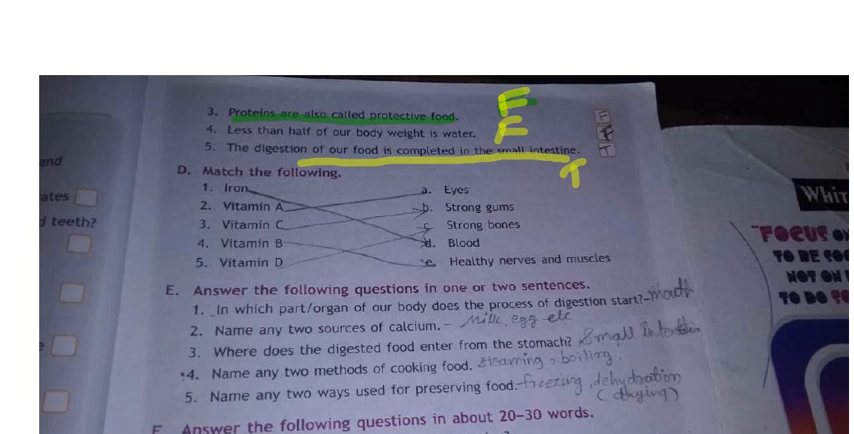 3. Proteins are also called protective food. F F
4. Less than half of our body weight is water. F F
5. The digestion of our food is completed in the small intestine. T T
and
D. Match the following.
1. Iron a. Eyes
ates
2. Vitamin A b. Strong gums
d teeth?
3. Vitamin C c. Strong bones
4. Vitamin B d. Blood
5. Vitamin D e. Healthy nerves and muscles
E. Answer the following questions in one or two sentences.
1. In which part/organ of our body does the process of digestion start? - mouth
2. Name any two sources of calcium. - Milk, egg etc
3. Where does the digested food enter from the stomach? Small
4. Name any two methods of cooking food. steaming, boiling.
5. Name any two ways used for preserving food. - freezing, dehydration
(drying)
F Answer the following questions in about 20-30 words.
Whit
"FOCUS ON
TO BE
NOT ON
TO DO